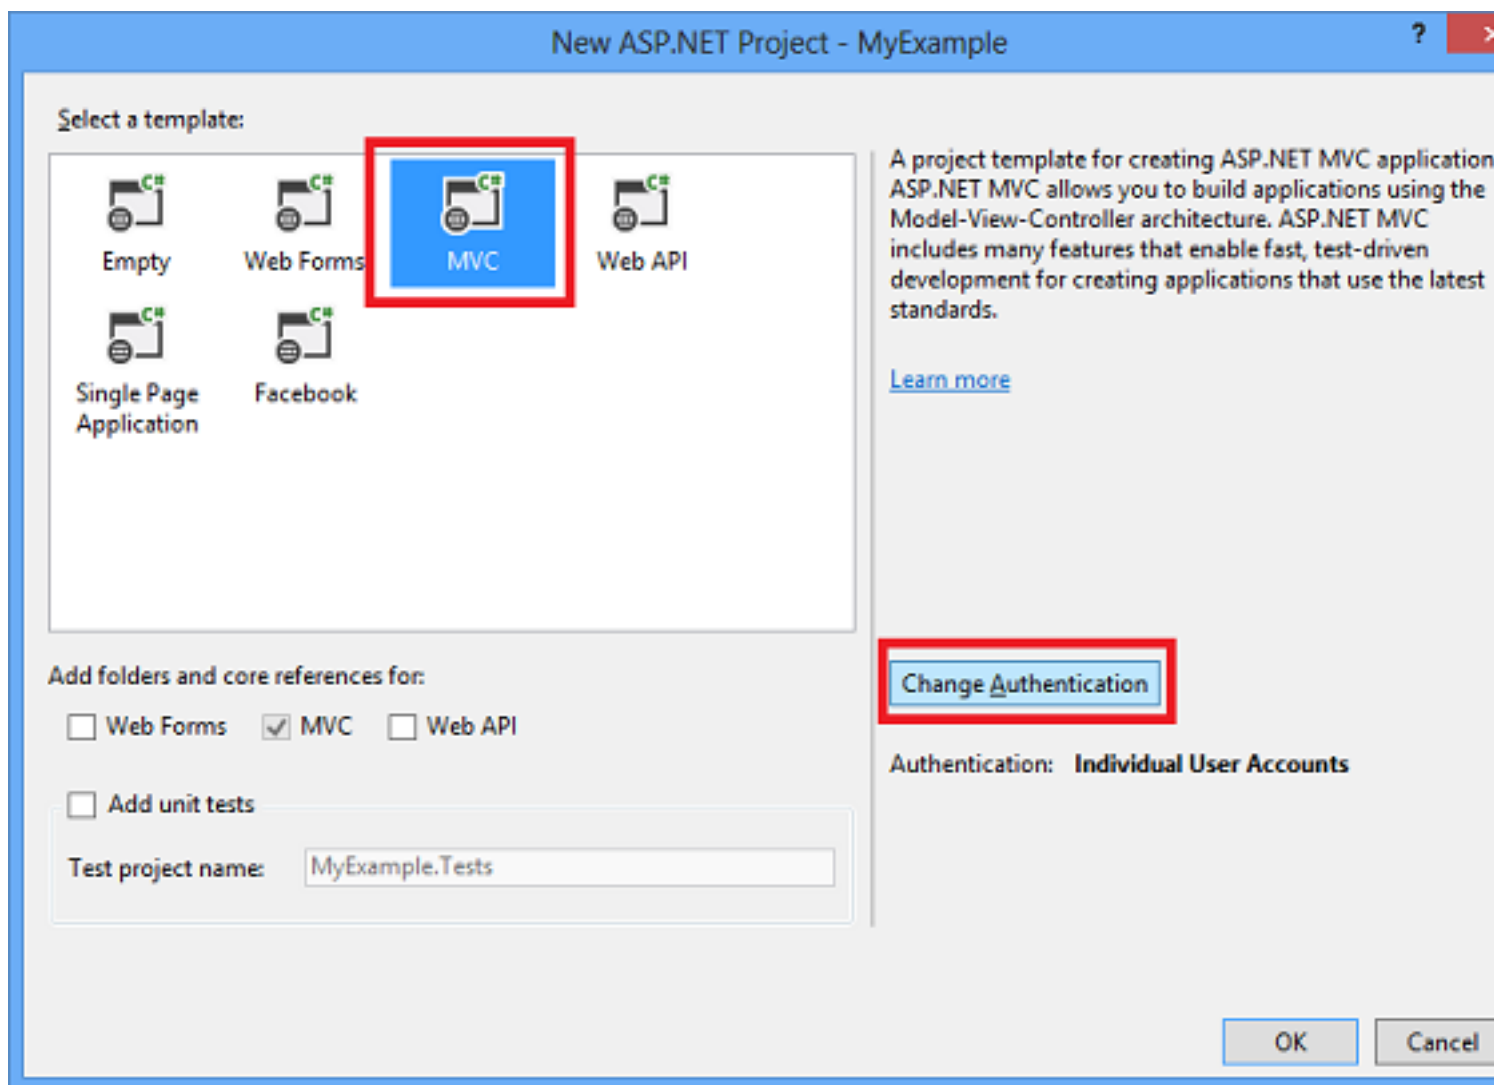 New ASP.NET Project - MyExample
?
Select a template:
C#
Empty
C#
Web Forms
C#
MVC
C#
Web API
C#
Single Page
Application
C#
Facebook
A project template for creating ASP.NET MVC application
ASP.NET MVC allows you to build applications using the
Model-View-Controller architecture. ASP.NET MVC
includes many features that enable fast, test-driven
development for creating applications that use the latest
standards.
Learn more
Add folders and core references for:
Web Forms
MVC
Web API
Add unit tests
Test project name:
MyExample.Tests
Change Authentication
Authentication: Individual User Accounts
OK
Cancel